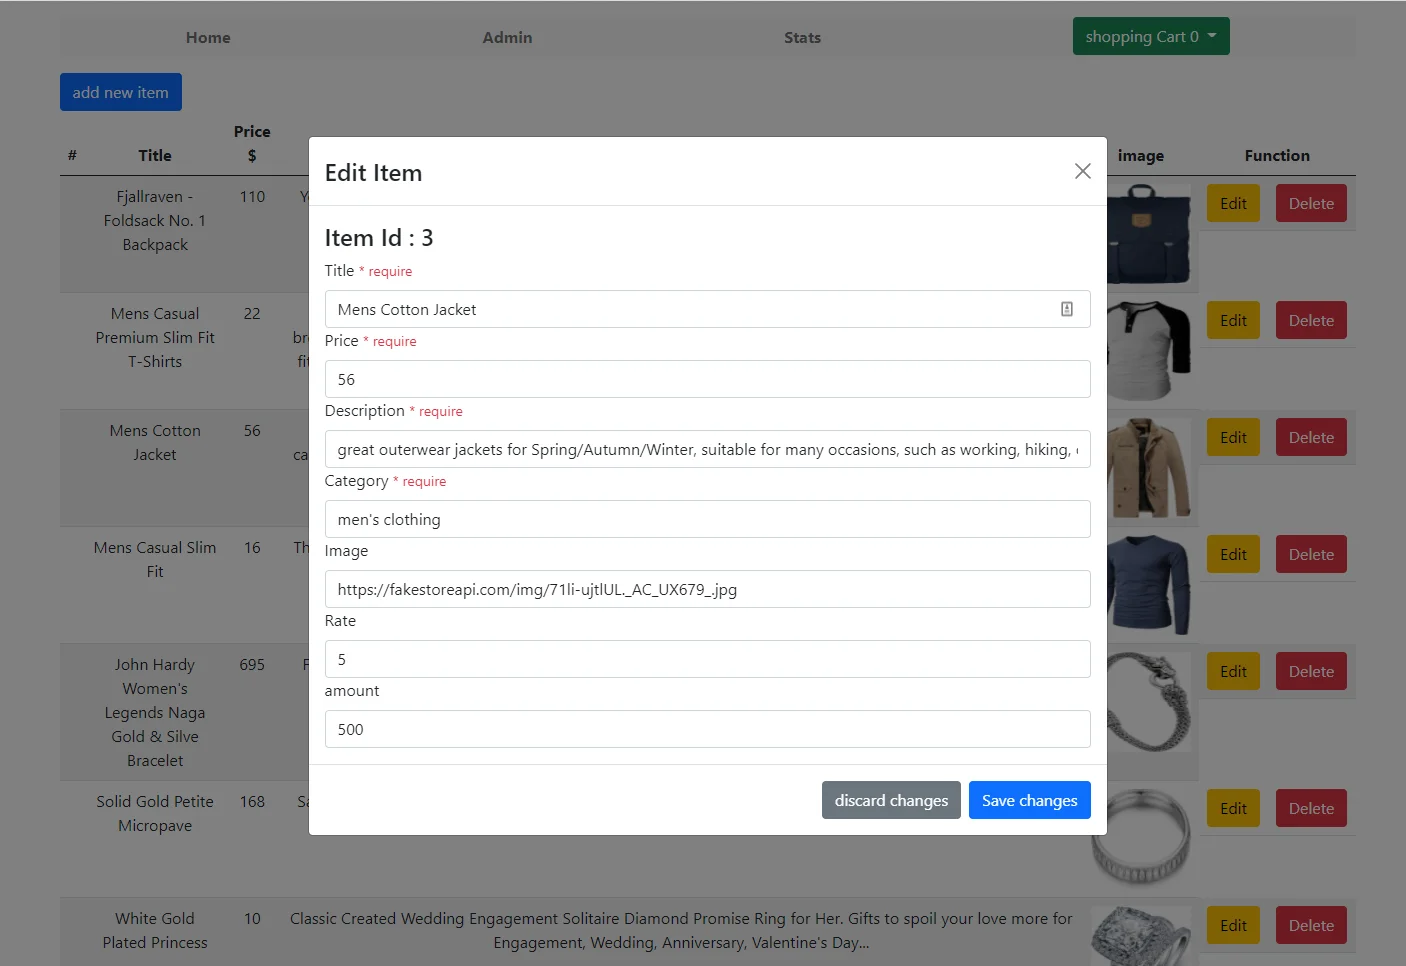 Home Admin Stats shopping Cart 0
add new item
# Title Price $ image Function
Fjallraven - Foldsack No. 1 Backpack 110 Edit Delete
Mens Casual Premium Slim Fit T-Shirts 22 Edit Delete
Mens Cotton Jacket 56 Edit Delete
Mens Casual Slim Fit 16 Th Edit Delete
John Hardy Women's Legends Naga Gold & Silve Bracelet 695 Edit Delete
Solid Gold Petite Micropave 168 Edit Delete
White Gold Plated Princess 10 Classic Created Wedding Engagement Solitaire Diamond Promise Ring for Her. Gifts to spoil your love more for Engagement, Wedding, Anniversary, Valentine's Day... Edit Delete
Edit Item
Item Id : 3
Title * require
Mens Cotton Jacket
Price * require
56
Description * require
great outerwear jackets for Spring/Autumn/Winter, suitable for many occasions, such as working, hiking,
Category * require
men's clothing
Image
https://fakestoreapi.com/img/71li-ujtlUL._AC_UX679_.jpg
Rate
5
amount
500
discard changes Save changes